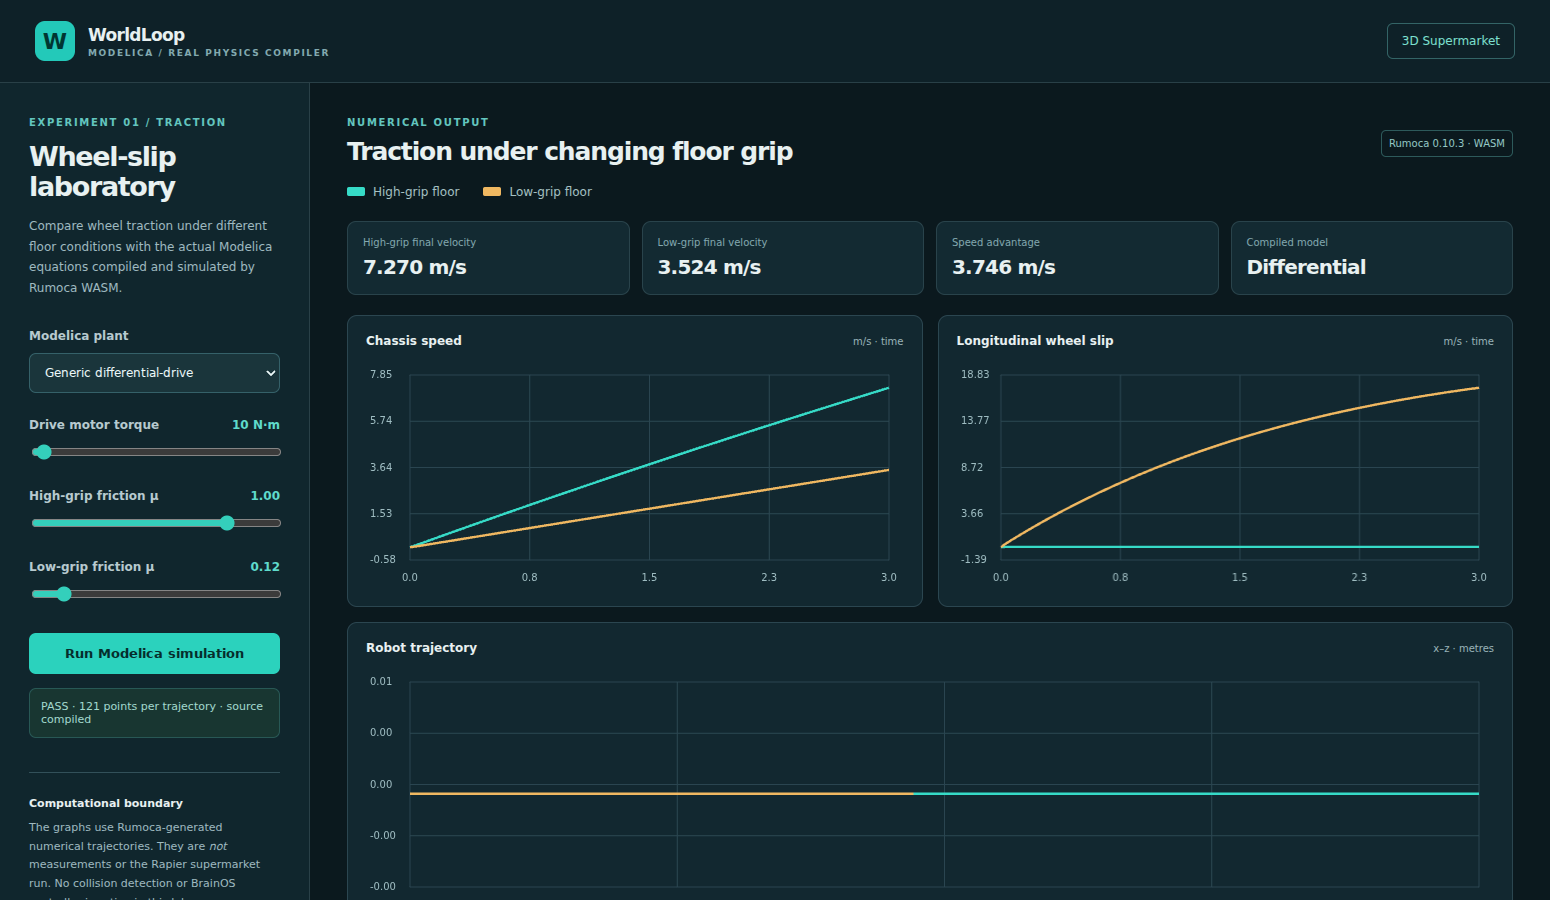 W
WorldLoop
MODELICA / REAL PHYSICS COMPILER
3D Supermarket
EXPERIMENT 01 / TRACTION
Wheel-slip
laboratory
Compare wheel traction under different
floor conditions with the actual Modelica
equations compiled and simulated by
Rumoca WASM.
Modelica plant
Generic differential-drive
Drive motor torque 10 N·m
High-grip friction μ 1.00
Low-grip friction μ 0.12
Run Modelica simulation
PASS · 121 points per trajectory · source
compiled
Computational boundary
The graphs use Rumoca-generated
numerical trajectories. They are not
measurements or the Rapier supermarket
run. No collision detection or BrainOS
NUMERICAL OUTPUT
Traction under changing floor grip
Rumoca 0.10.3 · WASM
High-grip floor Low-grip floor
High-grip final velocity
7.270 m/s
Low-grip final velocity
3.524 m/s
Speed advantage
3.746 m/s
Compiled model
Differential
Chassis speed m/s · time
7.85
5.74
3.64
1.53
-0.58
0.0 0.8 1.5 2.3 3.0
Longitudinal wheel slip m/s · time
18.83
13.77
8.72
3.66
-1.39
0.0 0.8 1.5 2.3 3.0
Robot trajectory x–z · metres
0.01
0.00
0.00
-0.00
-0.00